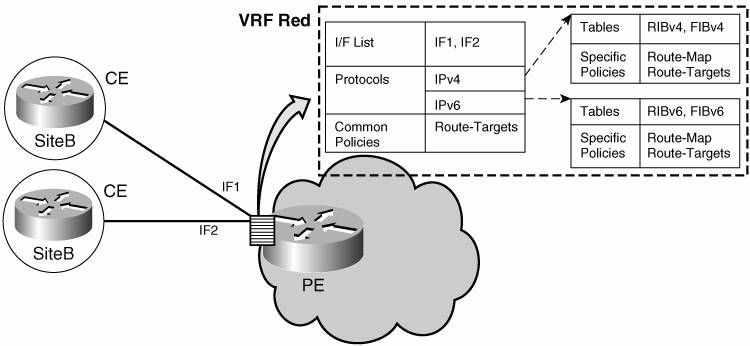 VRF Red
I/F List IF1, IF2
Protocols IPv4
IPv6
Common Policies Route-Targets
Tables RIBv4, FIBv4
Specific Policies Route-Map Route-Targets
Tables RIBv6, FIBv6
Specific Policies Route-Map Route-Targets
CE
SiteB
CE
SiteB
IF1
IF2
PE